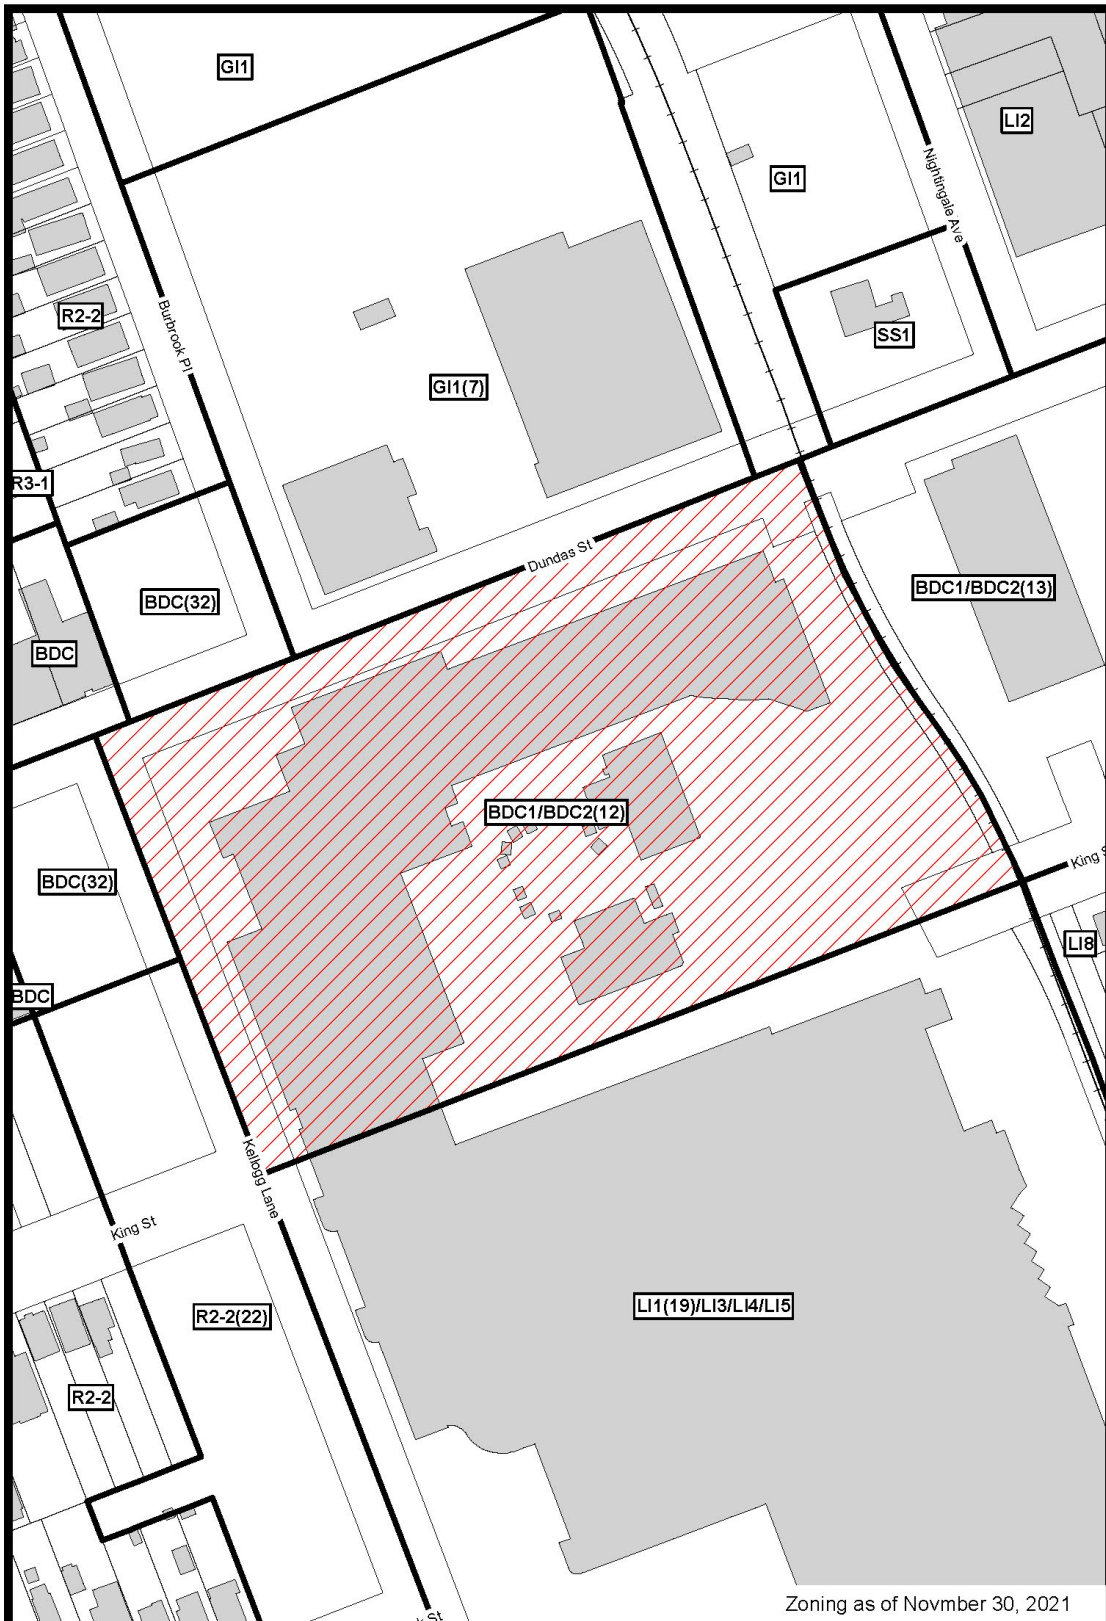 GI1
LI2
GI1
Nightingale Ave
R2-2
Burbrook Pl
SS1
GI1(7)
R3-1
Dundas St
BDC(32)
BDC1/BDC2(13)
BDC
BDC1/BDC2(12)
King S
BDC(32)
LI8
BDC
Kellogg Lane
King St
R2-2(22)
LI1(19)/LI3/LI4/LI5
R2-2
Zoning as of Novmber 30, 2021
St